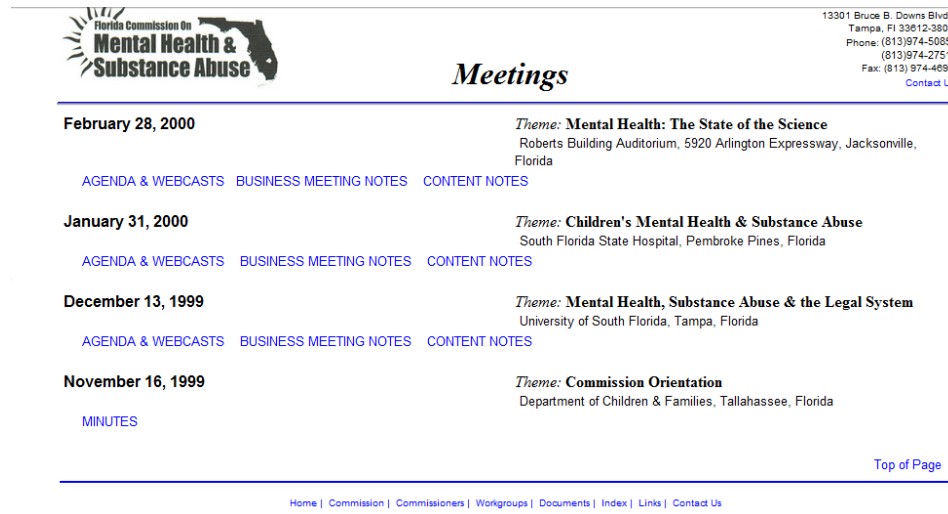 Florida Commission On
Mental Health &
Substance Abuse
Meetings
13301 Bruce B. Downs Blvd
Tampa, Fl 33612-380
Phone: (813)974-5085
(813)974-275
Fax: (813) 974-469
Contact U
February 28, 2000
Theme: Mental Health: The State of the Science
Roberts Building Auditorium, 5920 Arlington Expressway, Jacksonville,
Florida
AGENDA & WEBCASTS BUSINESS MEETING NOTES CONTENT NOTES
January 31, 2000
Theme: Children's Mental Health & Substance Abuse
South Florida State Hospital, Pembroke Pines, Florida
AGENDA & WEBCASTS BUSINESS MEETING NOTES CONTENT NOTES
December 13, 1999
Theme: Mental Health, Substance Abuse & the Legal System
University of South Florida, Tampa, Florida
AGENDA & WEBCASTS BUSINESS MEETING NOTES CONTENT NOTES
November 16, 1999
Theme: Commission Orientation
Department of Children & Families, Tallahassee, Florida
MINUTES
Top of Page
Home | Commission | Commissioners | Workgroups | Documents | Index | Links | Contact Us